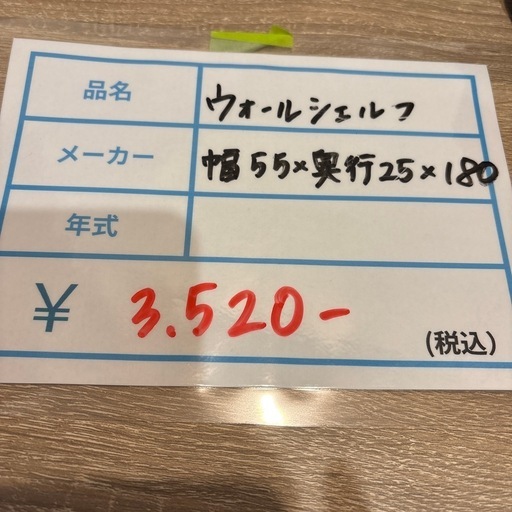 品名 ウォールシェルフ
メーカー 幅55×奥行25×180
年式
¥ 3.520-
(税込)